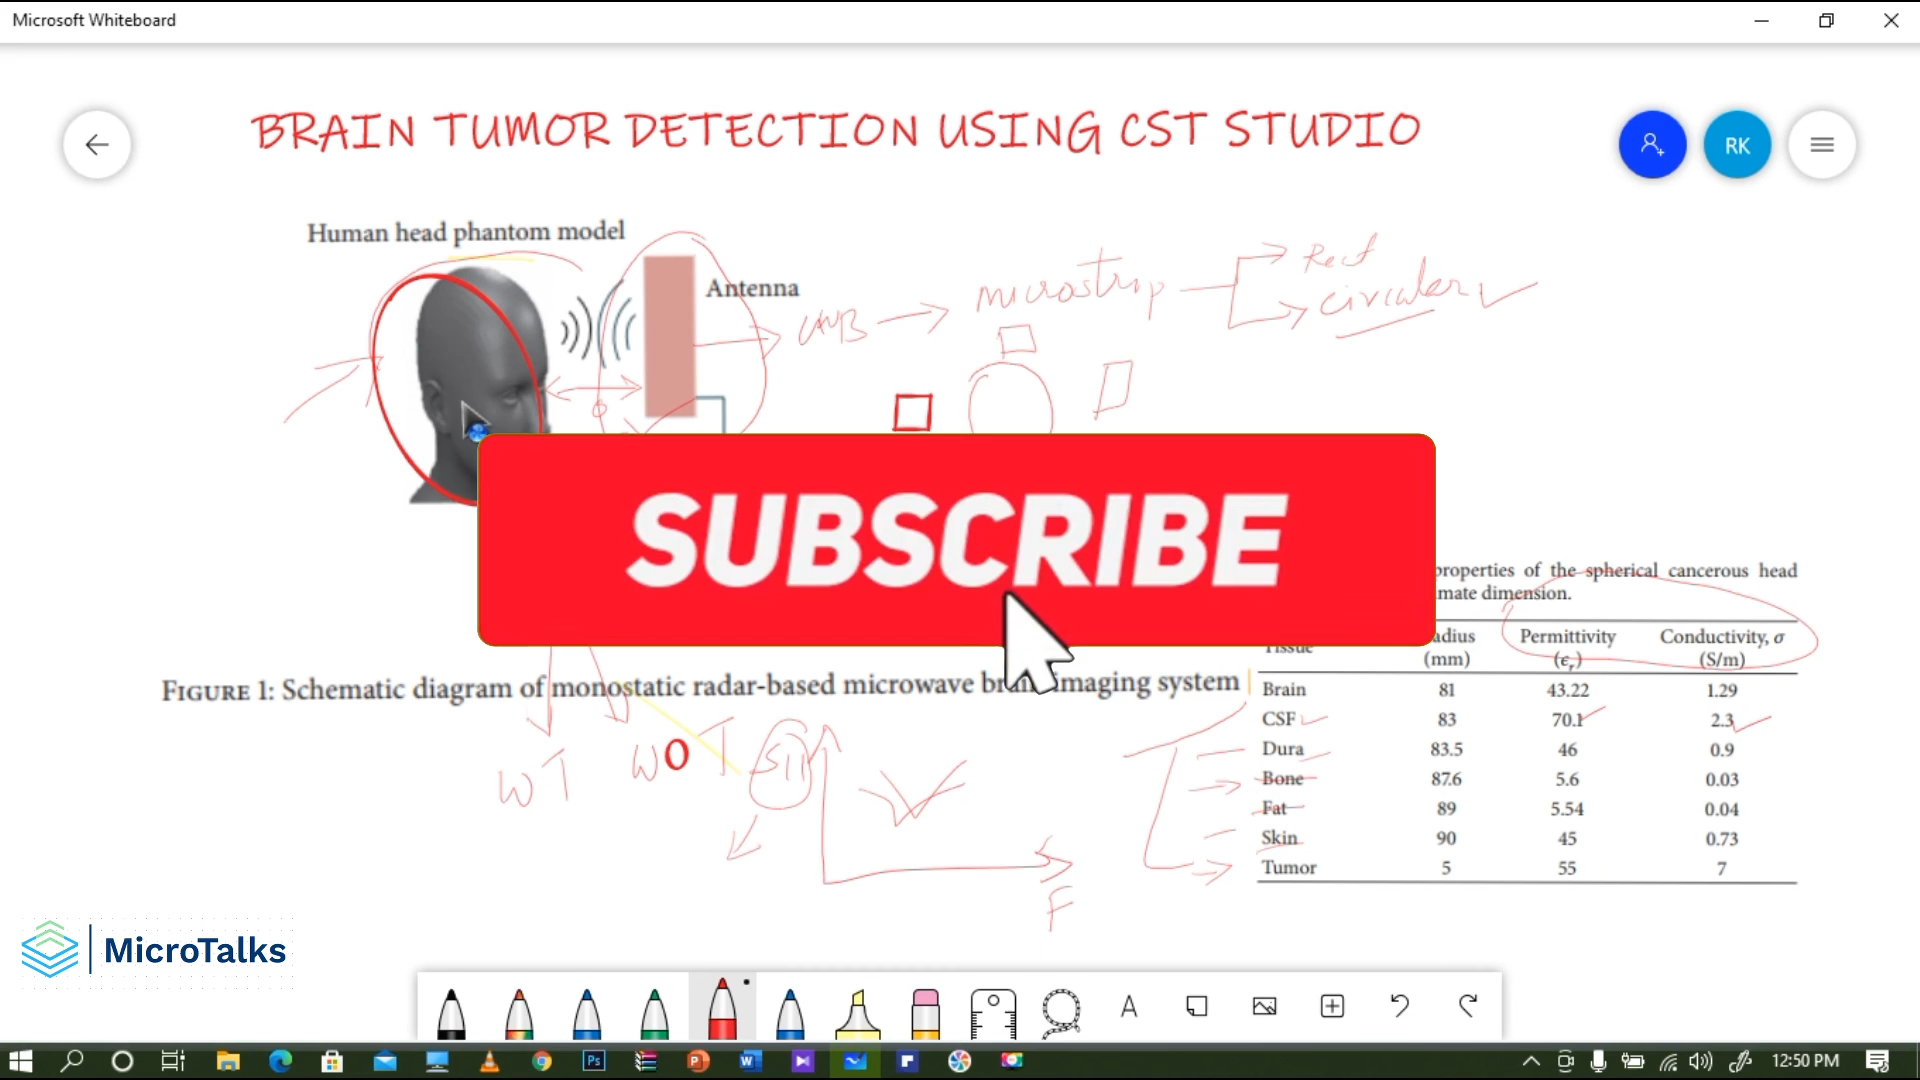 Microsoft Whiteboard
BRAIN TUMOR DETECTION USING CST STUDIO
RK
Human head phantom model
Antenna
microstrip
Rect
circular
SUBSCRIBE
properties of the spherical cancerous head
mate dimension.
Tissue adius (mm) Permittivity (εr) Conductivity, σ (S/m)
Brain 81 43.22 1.29
CSF 83 70.1 2.3
Dura 83.5 46 0.9
Bone 87.6 5.6 0.03
Fat 89 5.54 0.04
Skin 90 45 0.73
Tumor 5 55 7
FIGURE 1: Schematic diagram of monostatic radar-based microwave brain imaging system
WT
WOT
S11
F
MicroTalks
12:50 PM